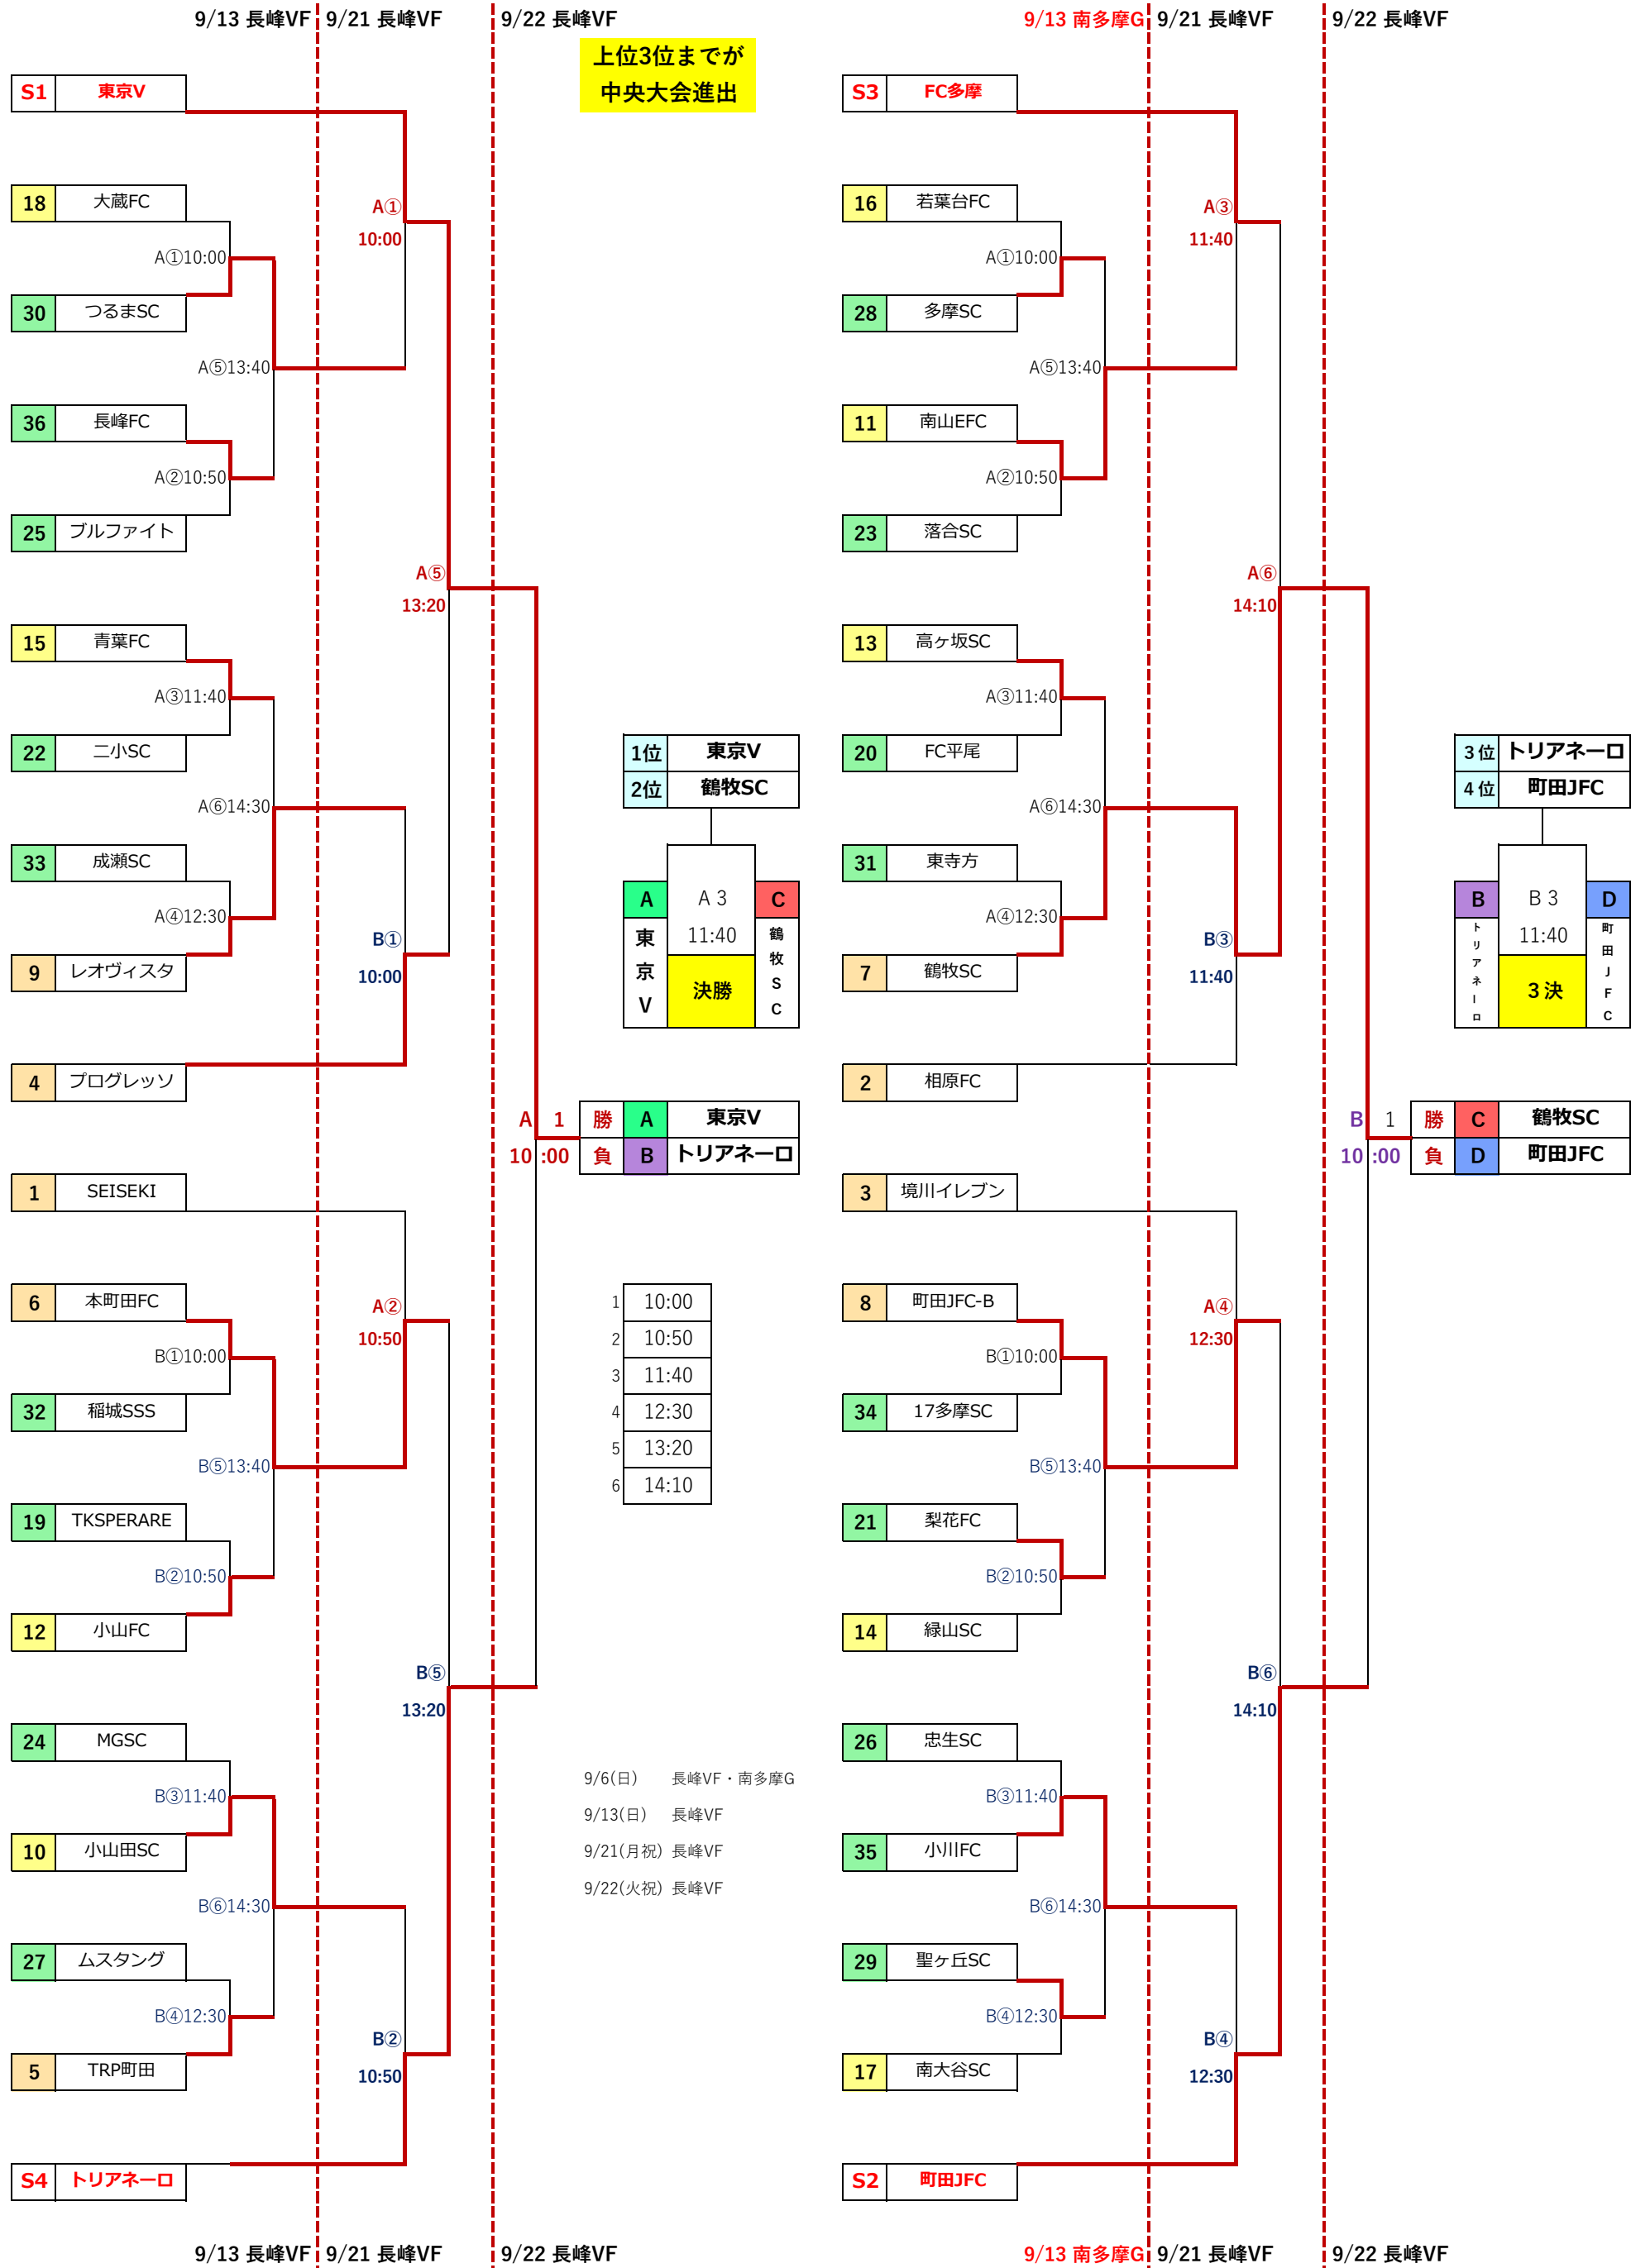 9/13 長峰VF 9/21 長峰VF 9/22 長峰VF
上位3位までが
中央大会進出
S1 東京V
18 大蔵FC
A① 10:00
A①10:00
30 つるまSC
A⑤13:40
36 長峰FC
A②10:50
25 ブルファイト
A⑤ 13:20
15 青葉FC
A③11:40
22 二小SC
A⑥14:30
33 成瀬SC
A④12:30
B① 10:00
9 レオヴィスタ
4 プログレッソ
1位 東京V
2位 鶴牧SC
A A 3 C
11:40
東京V 決勝 鶴牧SC
A 1 勝 A 東京V
10 :00 負 B トリアネーロ
1 SEISEKI
6 本町田FC
A② 10:50
B①10:00
32 稲城SSS
B⑤13:40
19 TKSPERARE
B②10:50
12 小山FC
B⑤ 13:20
24 MGSC
B③11:40
10 小山田SC
B⑥14:30
27 ムスタング
B④12:30
B② 10:50
5 TRP町田
S4 トリアネーロ
1 10:00
2 10:50
3 11:40
4 12:30
5 13:20
6 14:10
9/6(日) 長峰VF・南多摩G
9/13(日) 長峰VF
9/21(月祝) 長峰VF
9/22(火祝) 長峰VF
9/13 長峰VF 9/21 長峰VF 9/22 長峰VF
9/13 南多摩G 9/21 長峰VF 9/22 長峰VF
S3 FC多摩
16 若葉台FC
A③ 11:40
A①10:00
28 多摩SC
A⑤13:40
11 南山EFC
A②10:50
23 落合SC
A⑥ 14:10
13 高ヶ坂SC
A③11:40
20 FC平尾
A⑥14:30
31 東寺方
A④12:30
B③ 11:40
7 鶴牧SC
2 相原FC
3位 トリアネーロ
4位 町田JFC
B B 3 D
11:40
トリアネーロ 3決 町田JFC
B 1 勝 C 鶴牧SC
10 :00 負 D 町田JFC
3 境川イレブン
8 町田JFC-B
A④ 12:30
B①10:00
34 17多摩SC
B⑤13:40
21 梨花FC
B②10:50
14 緑山SC
B⑥ 14:10
26 忠生SC
B③11:40
35 小川FC
B⑥14:30
29 聖ヶ丘SC
B④12:30
B④ 12:30
17 南大谷SC
S2 町田JFC
9/13 南多摩G 9/21 長峰VF 9/22 長峰VF